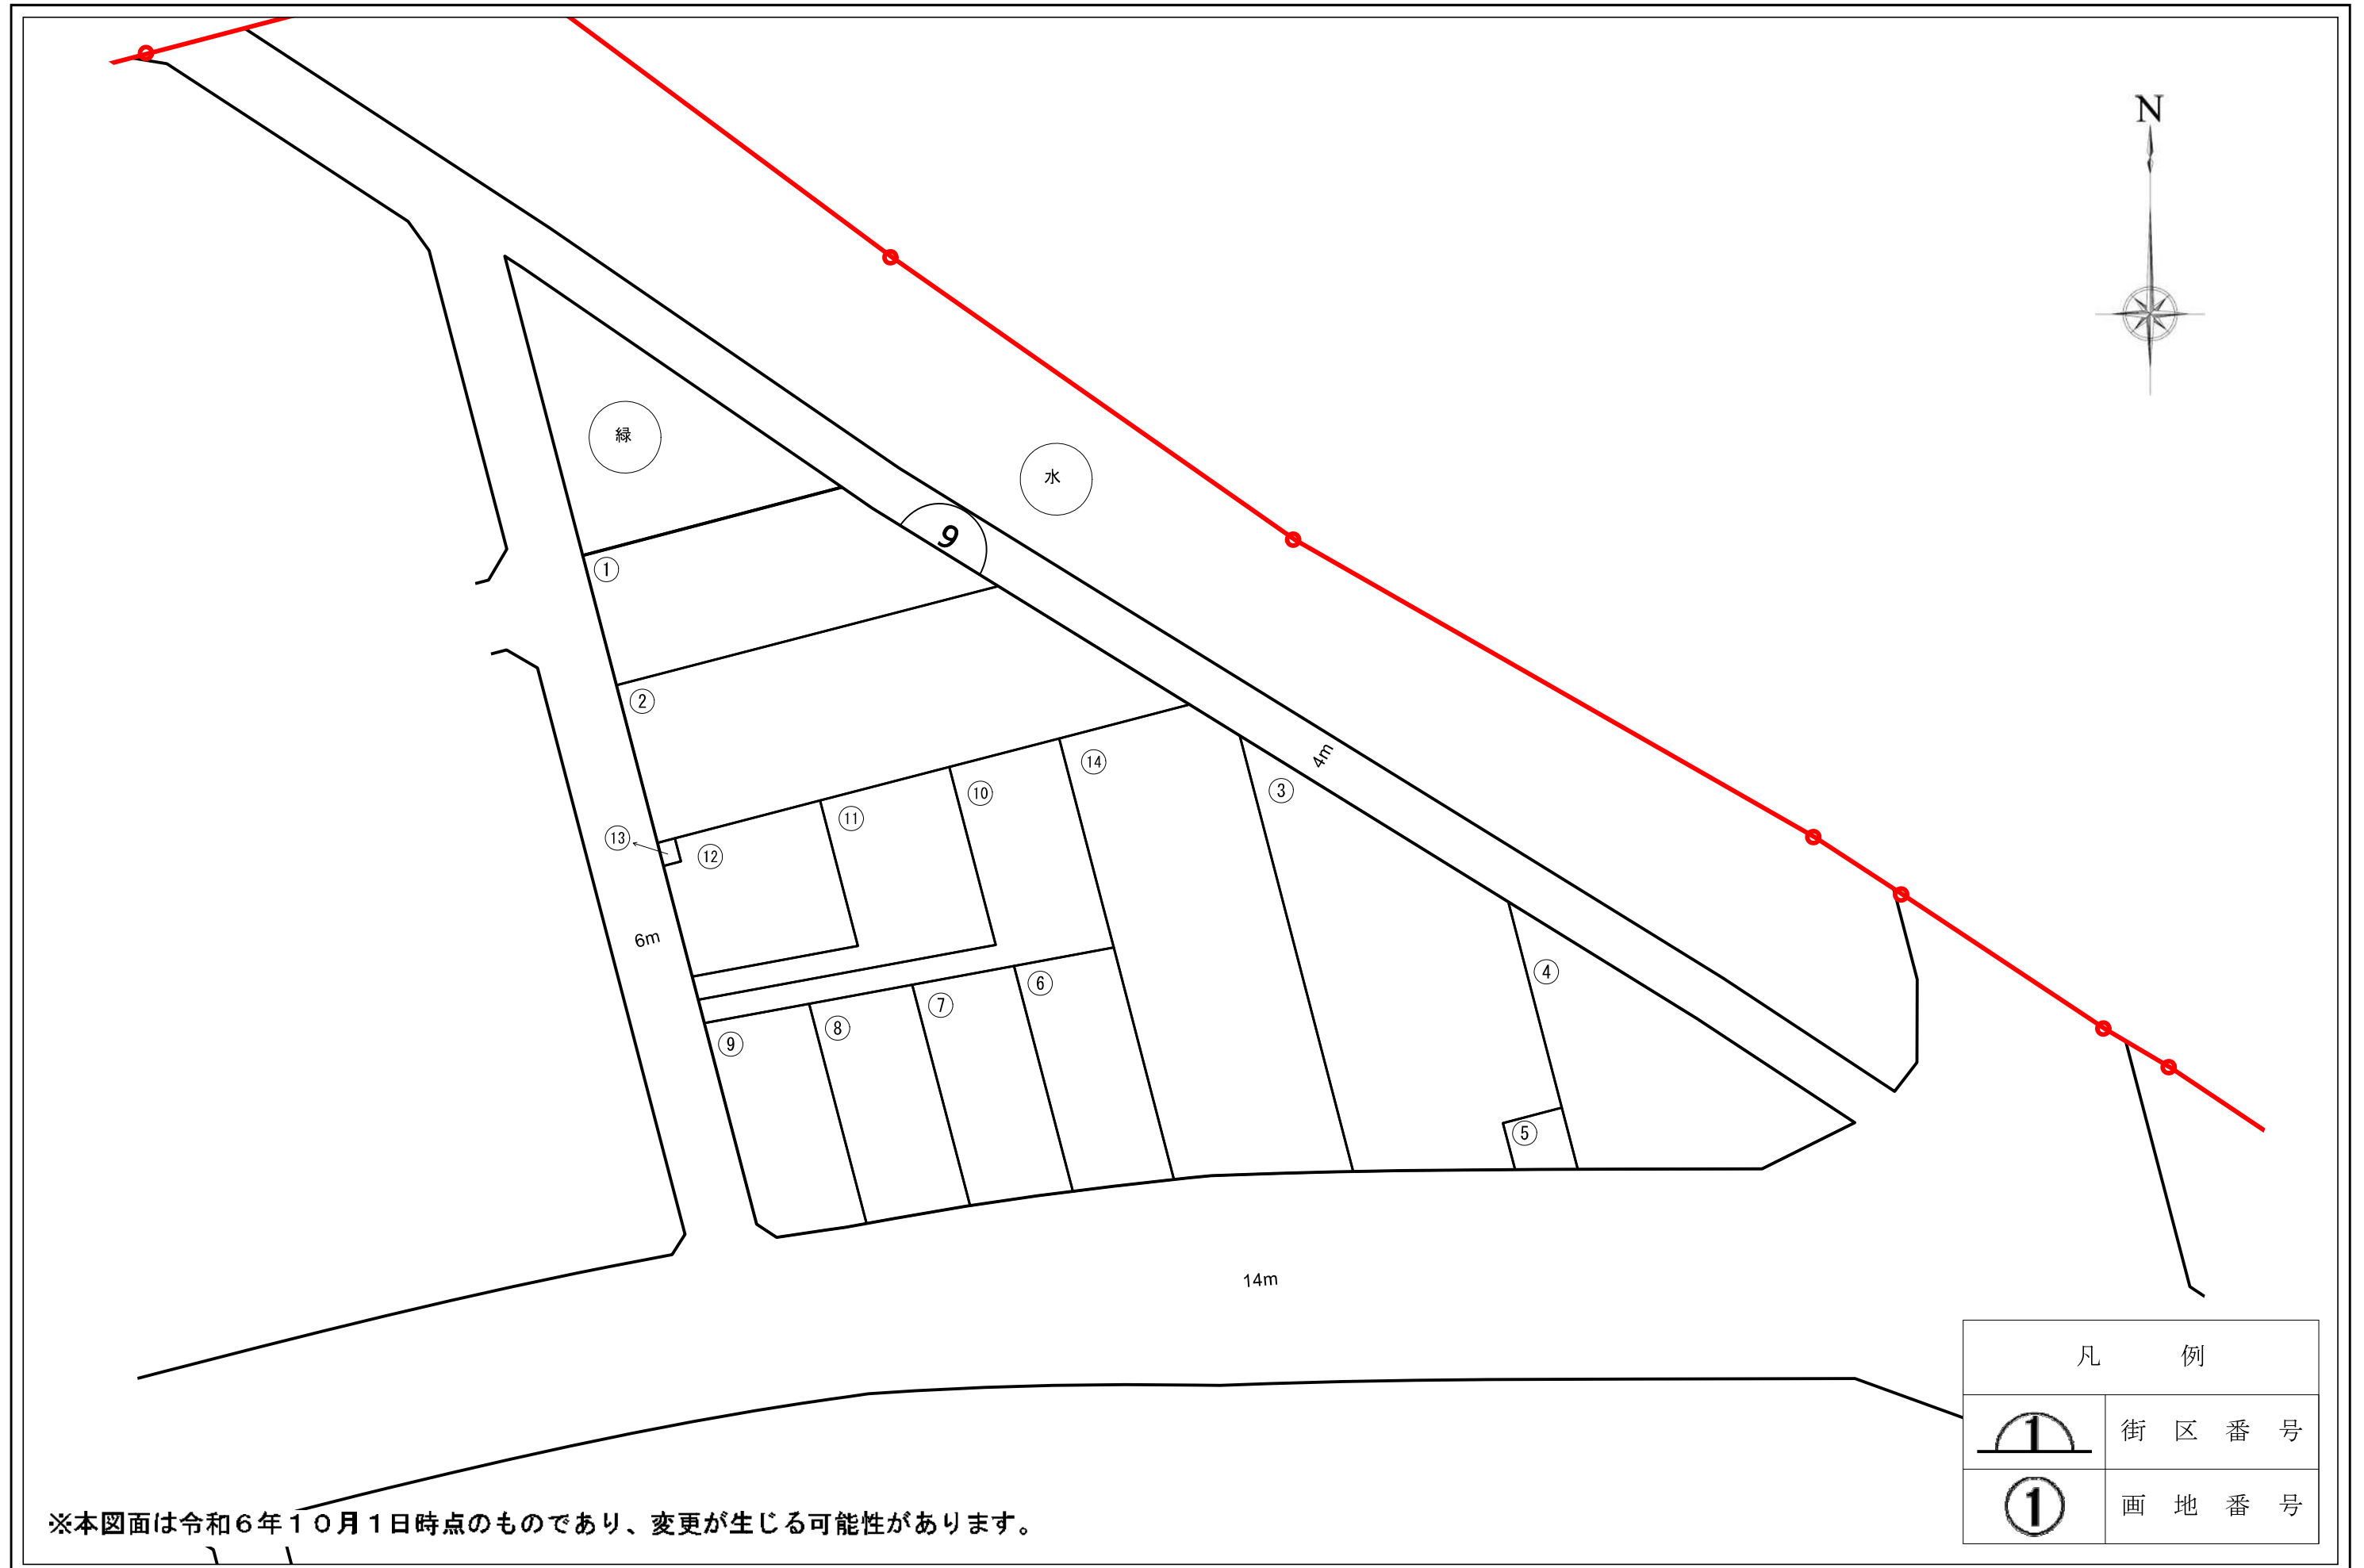 N
緑
水
9
①
②
4m
⑭
③
⑩
⑪
⑬
⑫
6m
④
⑥
⑦
⑧
⑨
⑤
14m
凡 例
1 街区番号
① 画地番号
※本図面は令和6年10月1日時点のものであり、変更が生じる可能性があります。